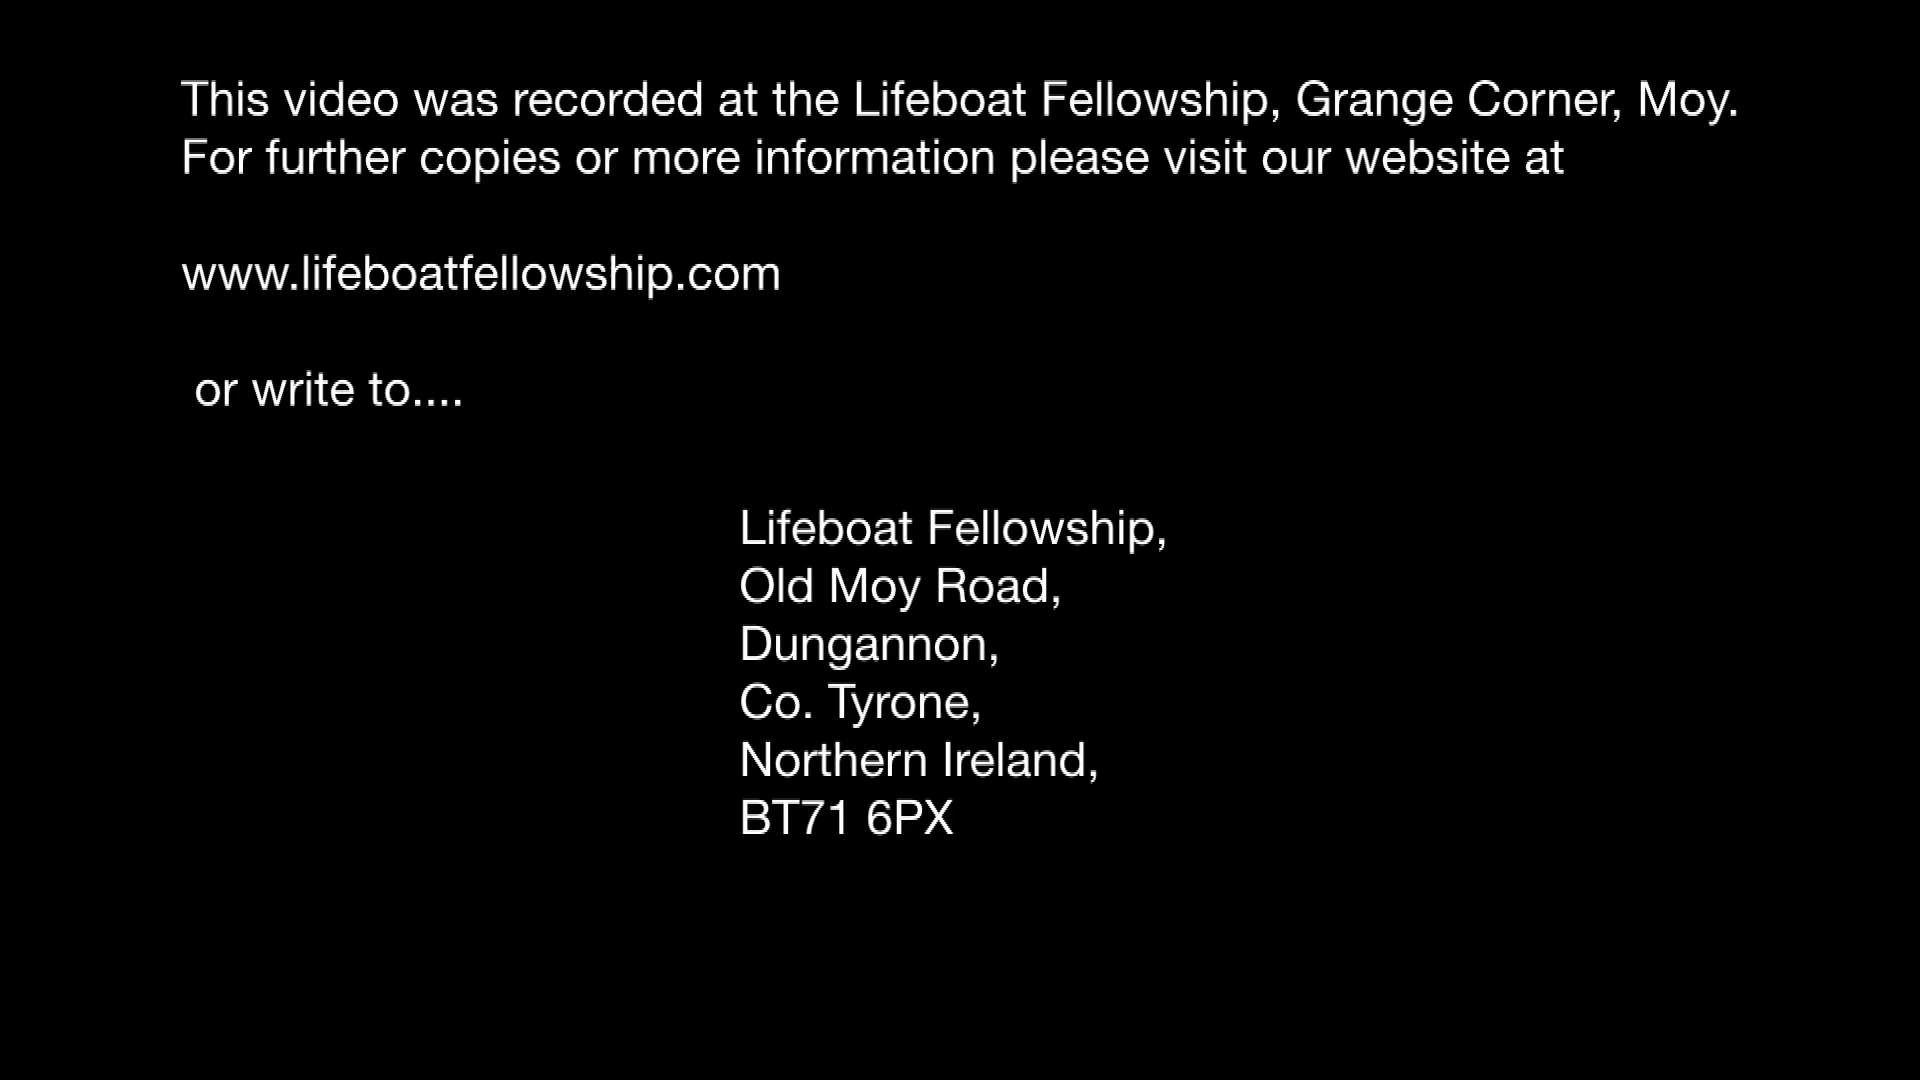 This video was recorded at the Lifeboat Fellowship, Grange Corner, Moy.
For further copies or more information please visit our website at
www.lifeboatfellowship.com
or write to....
Lifeboat Fellowship,
Old Moy Road,
Dungannon,
Co. Tyrone,
Northern Ireland,
BT71 6PX